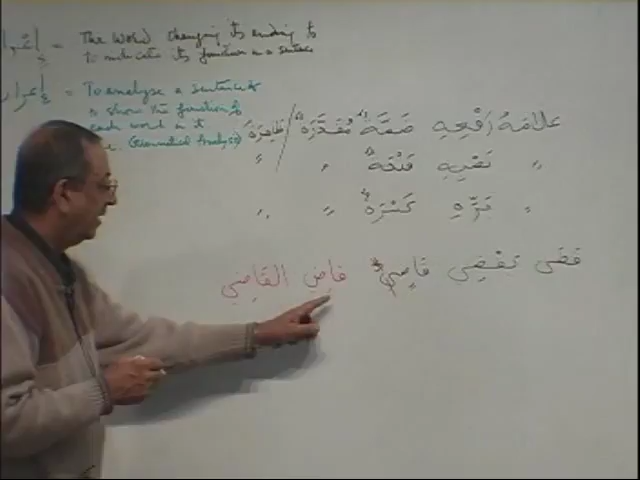 إعراب = The word changing its ending to
to indicate its function in a sentence
إعراب = To analyse a sentence &
to show the function of
each word in it
(Grammatical Analysis)
علامة رفعه ضمة مقدرة / ظاهرة
〃 نصبه فتحة 〃 〃
〃 جره كسرة 〃 〃
قضى يقضي قاضي قاضٍ القاضي